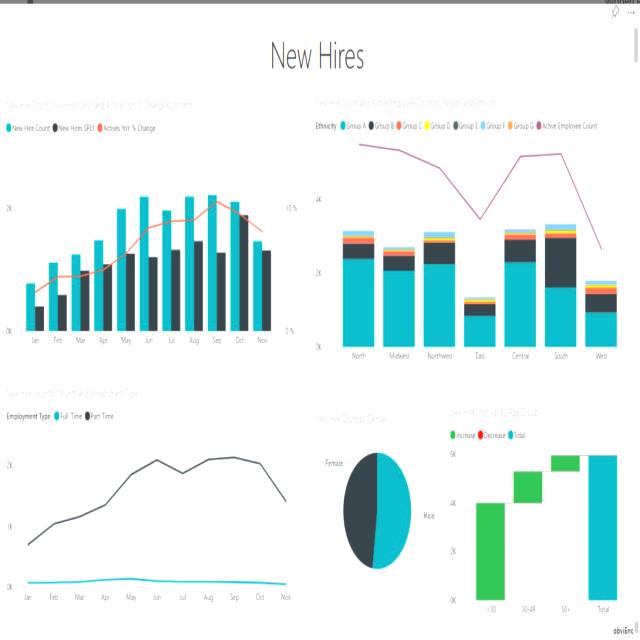 New Hires
New Hire Count, New Hires SPLY and Actives YoY % Change by Month
New Hire Count New Hires SPLY Actives YoY % Change
2K
0K
10 %
0 %
Jan Feb Mar Apr May Jun Jul Aug Sep Oct Nov
New Hire Count and Active Employee Count by Region and Ethnicity
Ethnicity Group A Group B Group C Group D Group E Group F Group G Active Employee Count
4K
2K
0K
North Midwest Northwest East Central South West
New Hire Count by Month and Employment Type
Employment Type Full-Time Part-Time
2K
1K
0K
Jan Feb Mar Apr May Jun Jul Aug Sep Oct Nov
New Hire Count by Gender
Female
Male
New Hires YoY Var by Age Group
Increase Decrease Total
6K
4K
2K
0K
<30 30-49 50+ Total
obviEnce